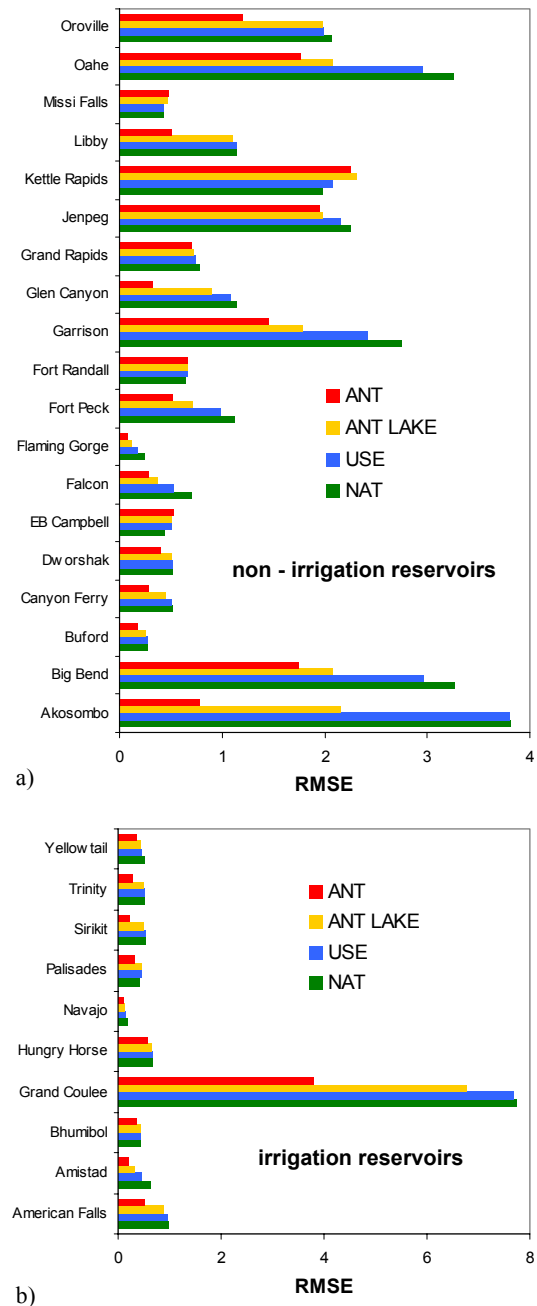 Oroville
Oahe
Missi Falls
Libby
Kettle Rapids
Jenpeg
Grand Rapids
Glen Canyon
Garrison
Fort Randall
Fort Peck
Flaming Gorge
Falcon
EB Campbell
Dworshak
Canyon Ferry
Buford
Big Bend
Akosombo
ANT
ANT LAKE
USE
NAT
non - irrigation reservoirs
0 1 2 3 4
RMSE
a)
Yellowtail
Trinity
Sirikit
Palisades
Navajo
Hungry Horse
Grand Coulee
Bhumibol
Amistad
American Falls
ANT
ANT LAKE
USE
NAT
irrigation reservoirs
0 2 4 6 8
RMSE
b)